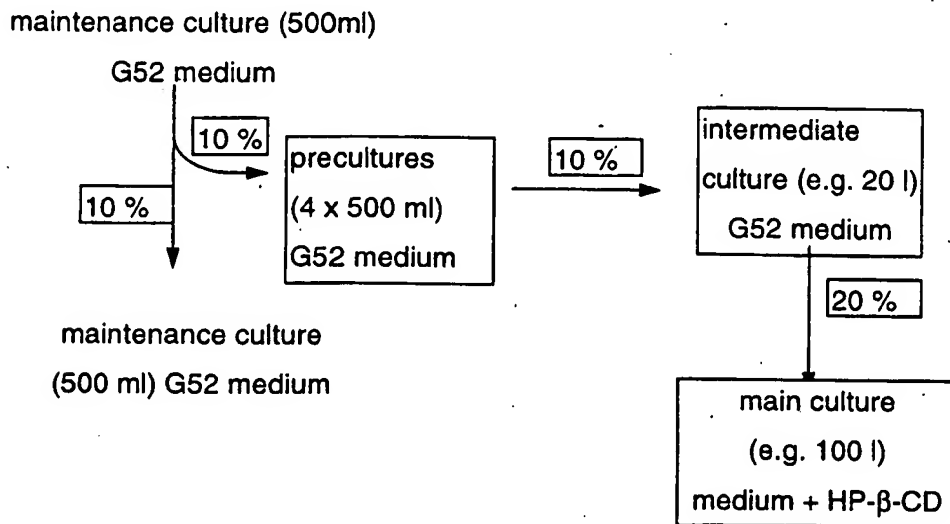 maintenance culture (500ml)
G52 medium
10 %
10 %
precultures
(4 x 500 ml)
G52 medium
10 %
intermediate
culture (e.g. 20 l)
G52 medium
20 %
maintenance culture
(500 ml) G52 medium
main culture
(e.g. 100 l)
medium + HP-β-CD